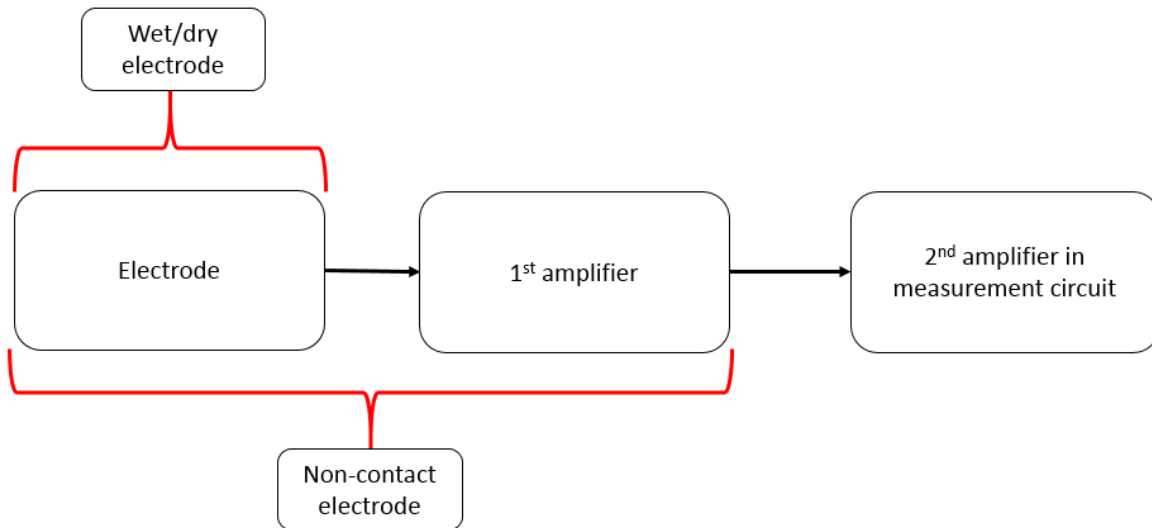 Wet/dry
electrode
Electrode
1st amplifier
2nd amplifier in
measurement circuit
Non-contact
electrode